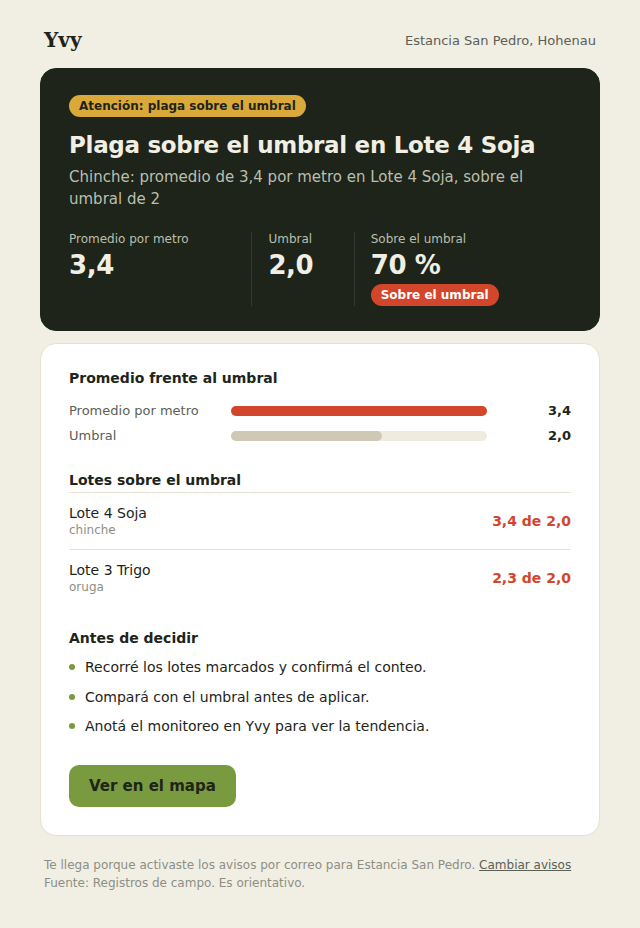 Yvy
Estancia San Pedro, Hohenau
Atención: plaga sobre el umbral
Plaga sobre el umbral en Lote 4 Soja
Chinche: promedio de 3,4 por metro en Lote 4 Soja, sobre el
umbral de 2
Promedio por metro
3,4
Umbral
2,0
Sobre el umbral
70 %
Sobre el umbral
Promedio frente al umbral
Promedio por metro 3,4
Umbral 2,0
Lotes sobre el umbral
Lote 4 Soja
chinche
3,4 de 2,0
Lote 3 Trigo
oruga
2,3 de 2,0
Antes de decidir
Recorré los lotes marcados y confirmá el conteo.
Compará con el umbral antes de aplicar.
Anotá el monitoreo en Yvy para ver la tendencia.
Ver en el mapa
Te llega porque activaste los avisos por correo para Estancia San Pedro. Cambiar avisos
Fuente: Registros de campo. Es orientativo.